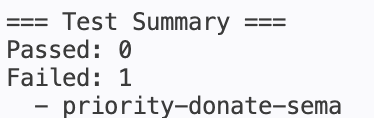 === Test Summary ===
Passed: 0
Failed: 1
  - priority-donate-sema